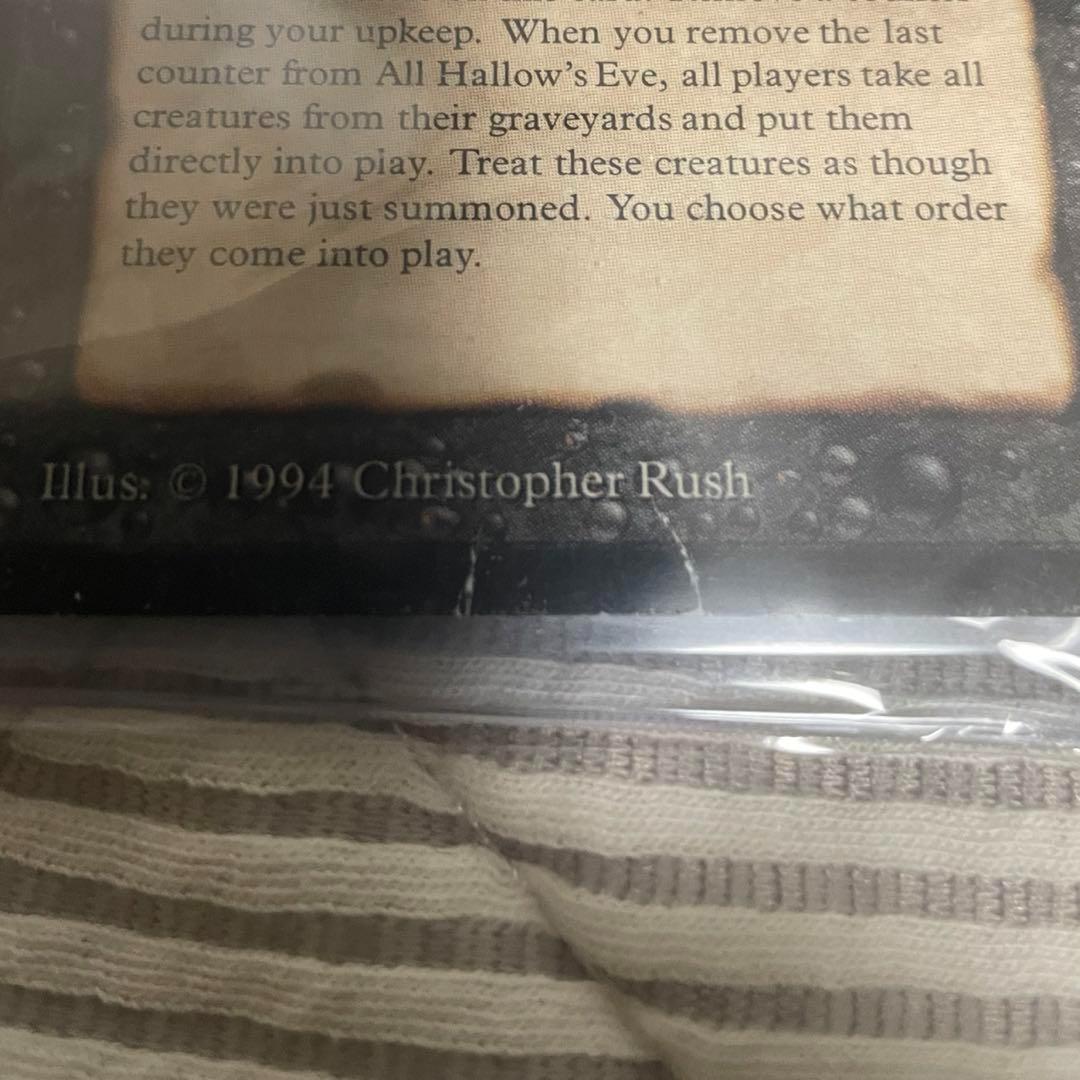 during your upkeep. When you remove the last
counter from All Hallow's Eve, all players take all
creatures from their graveyards and put them
directly into play. Treat these creatures as though
they were just summoned. You choose what order
they come into play.
Illus: © 1994 Christopher Rush